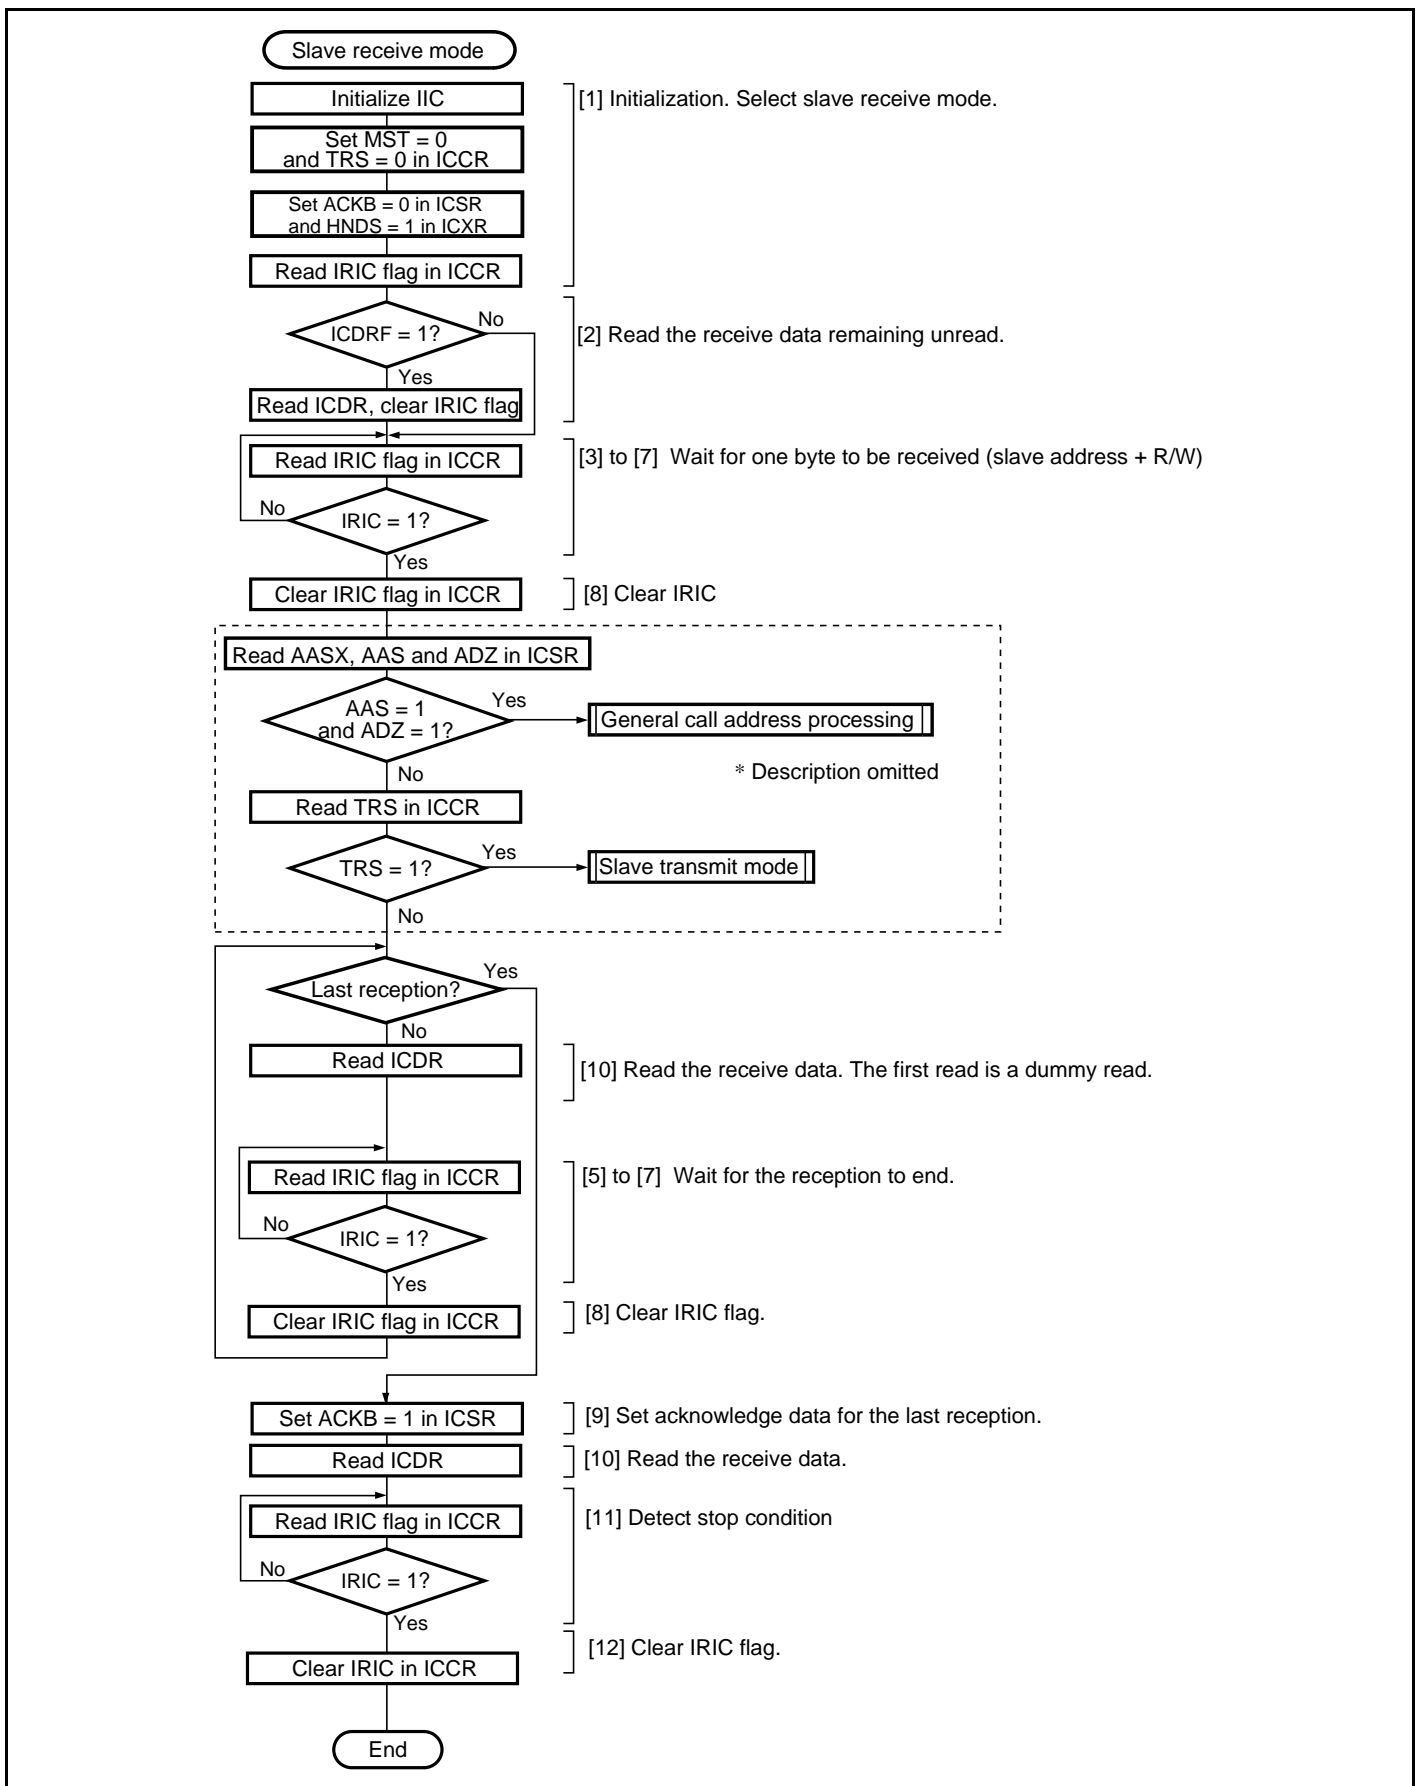 Slave receive mode
Initialize IIC
[1] Initialization. Select slave receive mode.
Set MST = 0
and TRS = 0 in ICCR
Set ACKB = 0 in ICSR
and HNDS = 1 in ICXR
Read IRIC flag in ICCR
ICDRF = 1?
No
[2] Read the receive data remaining unread.
Yes
Read ICDR, clear IRIC flag
Read IRIC flag in ICCR
[3] to [7] Wait for one byte to be received (slave address + R/W)
No
IRIC = 1?
Yes
Clear IRIC flag in ICCR
[8] Clear IRIC
Read AASX, AAS and ADZ in ICSR
AAS = 1
and ADZ = 1?
Yes
General call address processing
* Description omitted
No
Read TRS in ICCR
TRS = 1?
Yes
Slave transmit mode
No
Last reception?
Yes
No
Read ICDR
[10] Read the receive data. The first read is a dummy read.
Read IRIC flag in ICCR
[5] to [7] Wait for the reception to end.
No
IRIC = 1?
Yes
Clear IRIC flag in ICCR
[8] Clear IRIC flag.
Set ACKB = 1 in ICSR
[9] Set acknowledge data for the last reception.
Read ICDR
[10] Read the receive data.
Read IRIC flag in ICCR
[11] Detect stop condition
No
IRIC = 1?
Yes
[12] Clear IRIC flag.
Clear IRIC in ICCR
End